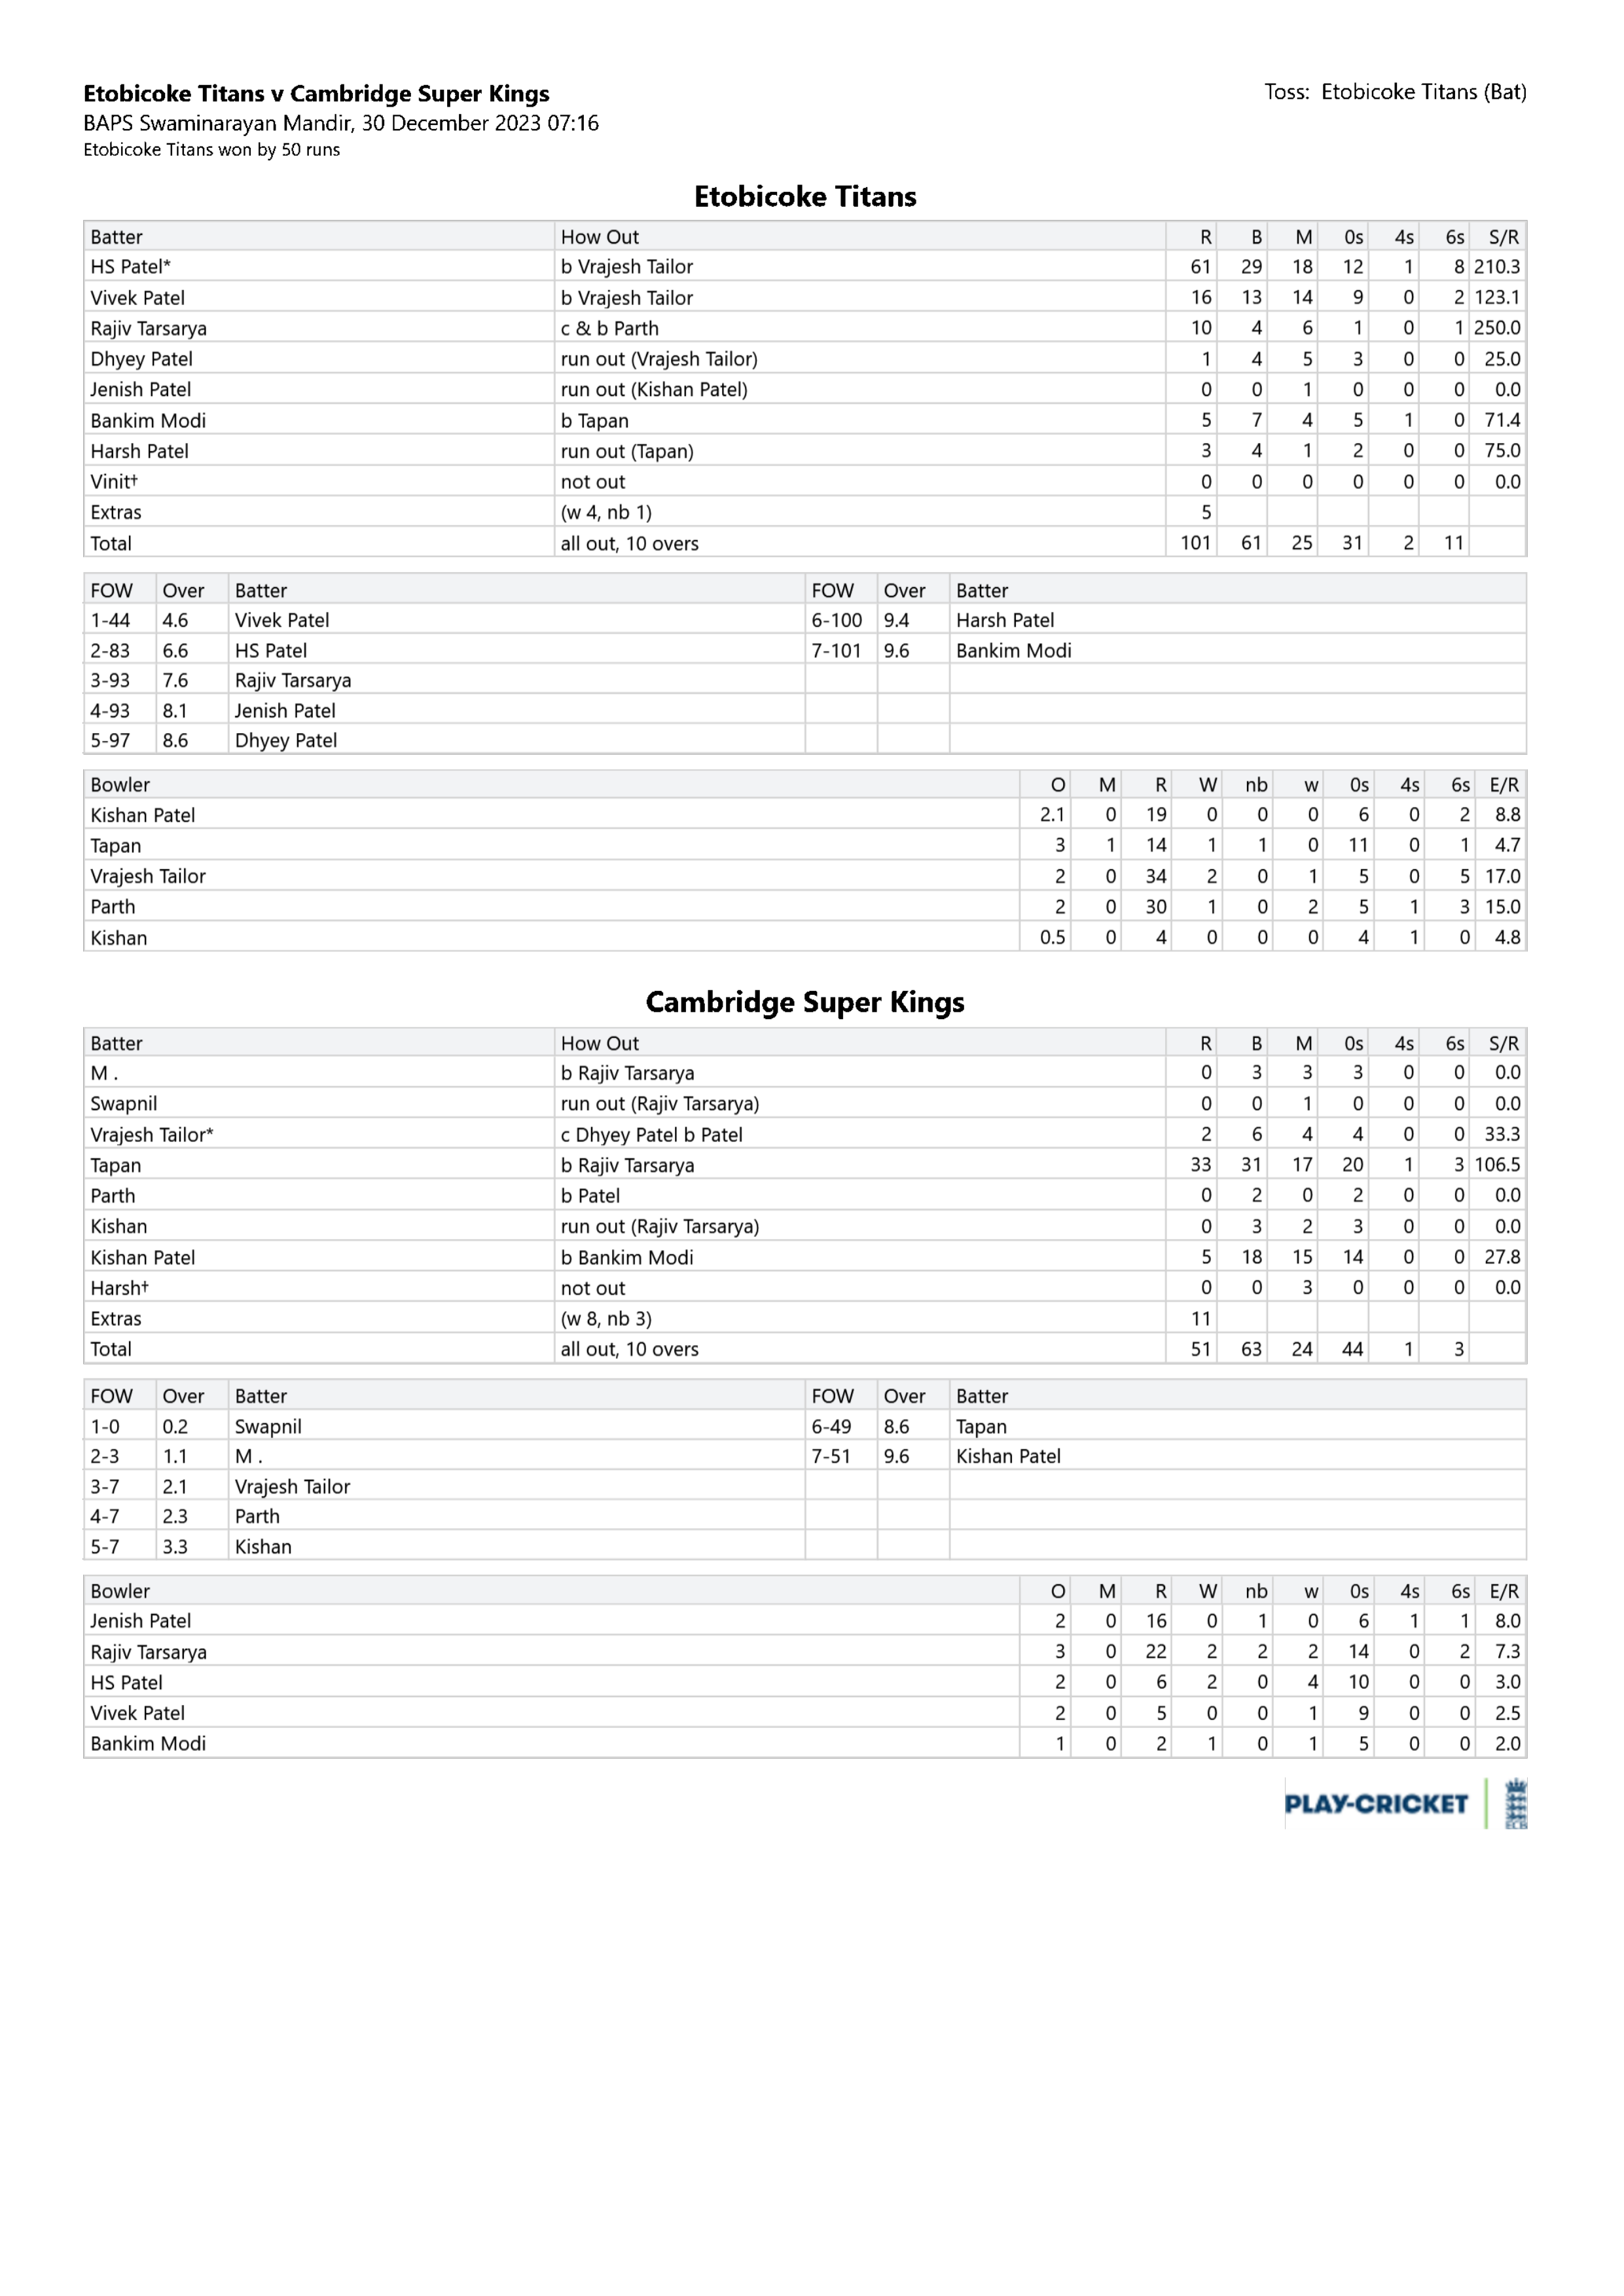 Etobicoke Titans v Cambridge Super Kings Toss: Etobicoke Titans (Bat)
BAPS Swaminarayan Mandir, 30 December 2023 07:16
Etobicoke Titans won by 50 runs
Etobicoke Titans
Batter How Out R B M 0s 4s 6s S/R
HS Patel* b Vrajesh Tailor 61 29 18 12 1 8 210.3
Vivek Patel b Vrajesh Tailor 16 13 14 9 0 2 123.1
Rajiv Tarsarya c & b Parth 10 4 6 1 0 1 250.0
Dhyey Patel run out (Vrajesh Tailor) 1 4 5 3 0 0 25.0
Jenish Patel run out (Kishan Patel) 0 0 1 0 0 0 0.0
Bankim Modi b Tapan 5 7 4 5 1 0 71.4
Harsh Patel run out (Tapan) 3 4 1 2 0 0 75.0
Vinit† not out 0 0 0 0 0 0 0.0
Extras (w 4, nb 1) 5
Total all out, 10 overs 101 61 25 31 2 11
FOW Over Batter FOW Over Batter
1-44 4.6 Vivek Patel 6-100 9.4 Harsh Patel
2-83 6.6 HS Patel 7-101 9.6 Bankim Modi
3-93 7.6 Rajiv Tarsarya
4-93 8.1 Jenish Patel
5-97 8.6 Dhyey Patel
Bowler O M R W nb w 0s 4s 6s E/R
Kishan Patel 2.1 0 19 0 0 0 6 0 2 8.8
Tapan 3 1 14 1 1 0 11 0 1 4.7
Vrajesh Tailor 2 0 34 2 0 1 5 0 5 17.0
Parth 2 0 30 1 0 2 5 1 3 15.0
Kishan 0.5 0 4 0 0 0 4 1 0 4.8
Cambridge Super Kings
Batter How Out R B M 0s 4s 6s S/R
M . b Rajiv Tarsarya 0 3 3 3 0 0 0.0
Swapnil run out (Rajiv Tarsarya) 0 0 1 0 0 0 0.0
Vrajesh Tailor* c Dhyey Patel b Patel 2 6 4 4 0 0 33.3
Tapan b Rajiv Tarsarya 33 31 17 20 1 3 106.5
Parth b Patel 0 2 0 2 0 0 0.0
Kishan run out (Rajiv Tarsarya) 0 3 2 3 0 0 0.0
Kishan Patel b Bankim Modi 5 18 15 14 0 0 27.8
Harsh† not out 0 0 3 0 0 0 0.0
Extras (w 8, nb 3) 11
Total all out, 10 overs 51 63 24 44 1 3
FOW Over Batter FOW Over Batter
1-0 0.2 Swapnil 6-49 8.6 Tapan
2-3 1.1 M . 7-51 9.6 Kishan Patel
3-7 2.1 Vrajesh Tailor
4-7 2.3 Parth
5-7 3.3 Kishan
Bowler O M R W nb w 0s 4s 6s E/R
Jenish Patel 2 0 16 0 1 0 6 1 1 8.0
Rajiv Tarsarya 3 0 22 2 2 2 14 0 2 7.3
HS Patel 2 0 6 2 0 4 10 0 0 3.0
Vivek Patel 2 0 5 0 0 1 9 0 0 2.5
Bankim Modi 1 0 2 1 0 1 5 0 0 2.0
PLAY-CRICKET ECB